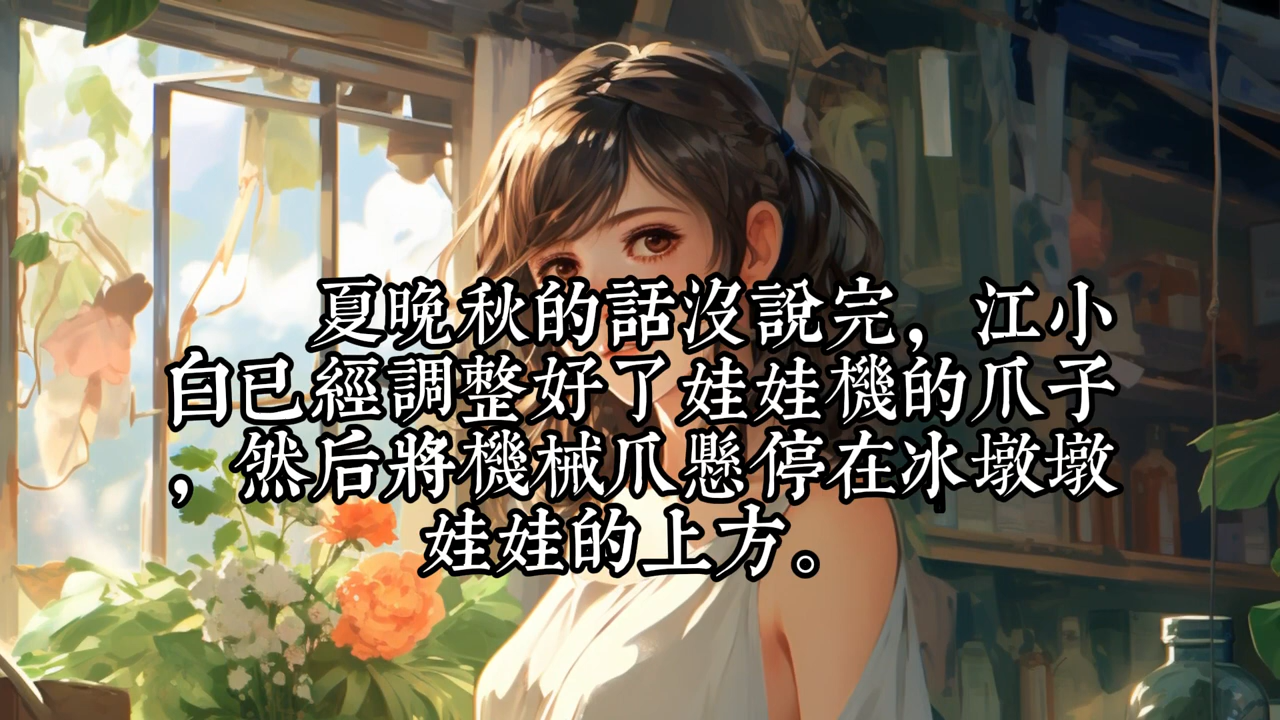 夏晚秋的話沒說完，江小
白已經調整好了娃娃機的爪子
，然后將機械爪懸停在冰墩墩
娃娃的上方。